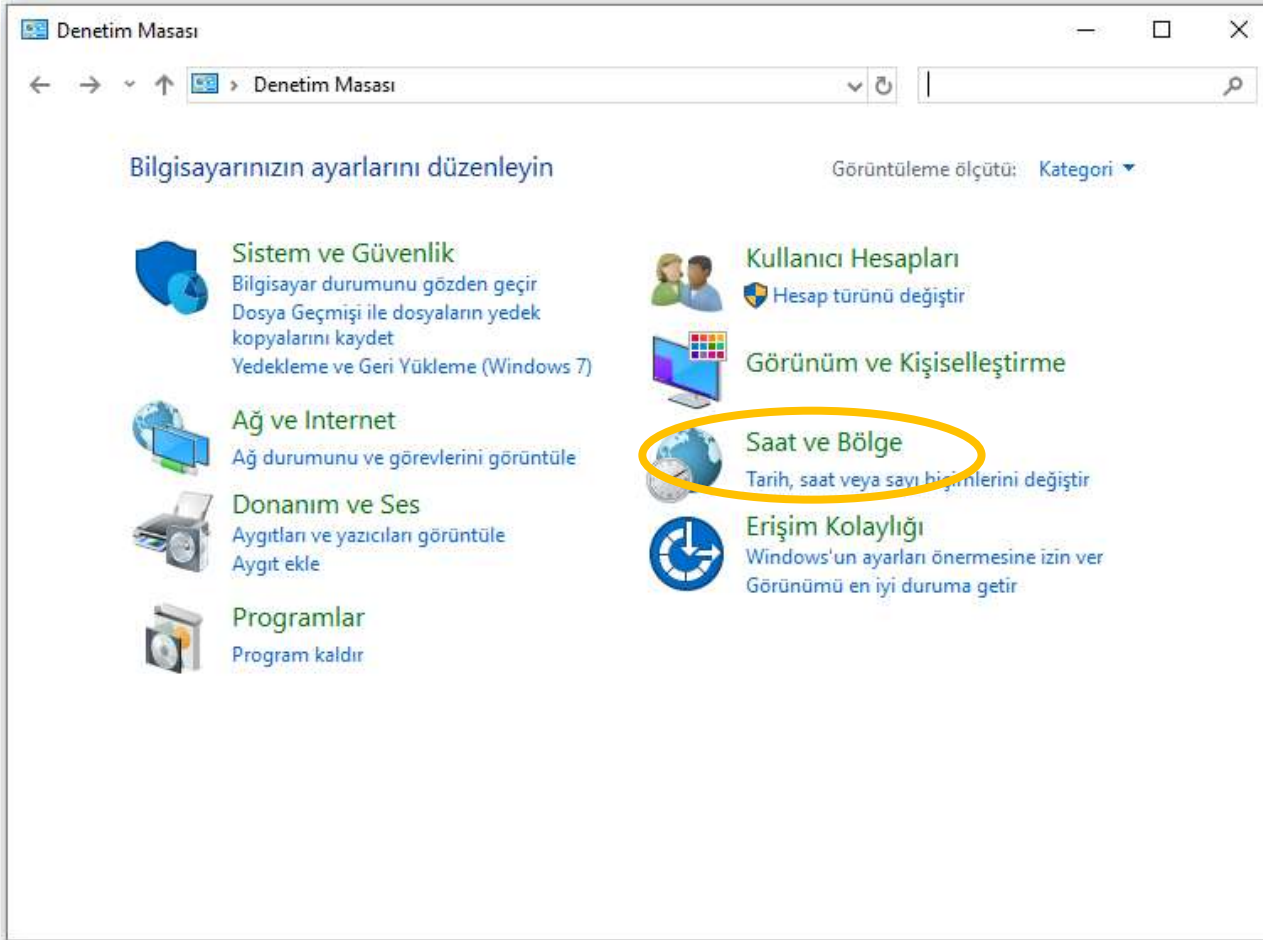 Denetim Masası
Denetim Masası
Bilgisayarınızın ayarlarını düzenleyin
Görüntüleme ölçütü: Kategori
Sistem ve Güvenlik
Bilgisayar durumunu gözden geçir
Dosya Geçmişi ile dosyaların yedek
kopyalarını kaydet
Yedekleme ve Geri Yükleme (Windows 7)
Ağ ve Internet
Ağ durumunu ve görevlerini görüntüle
Donanım ve Ses
Aygıtları ve yazıcıları görüntüle
Aygıt ekle
Programlar
Program kaldır
Kullanıcı Hesapları
Hesap türünü değiştir
Görünüm ve Kişiselleştirme
Saat ve Bölge
Tarih, saat veya sayı biçimlerini değiştir
Erişim Kolaylığı
Windows'un ayarları önermesine izin ver
Görünümü en iyi duruma getir